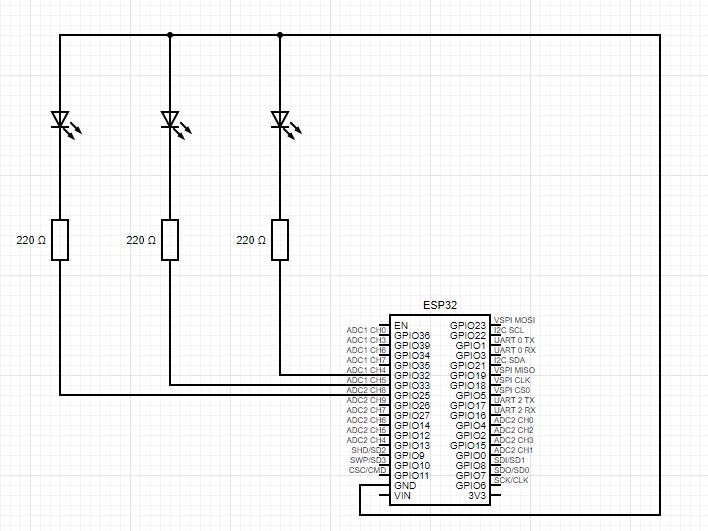 220 Ω
220 Ω
220 Ω
ESP32
EN
GPIO36
GPIO39
GPIO34
GPIO35
GPIO32
GPIO33
GPIO25
GPIO26
GPIO27
GPIO14
GPIO12
GPIO13
GPIO9
GPIO10
GPIO11
GND
VIN
GPIO23
GPIO22
GPIO1
GPIO3
GPIO21
GPIO19
GPIO18
GPIO5
GPIO17
GPIO16
GPIO4
GPIO2
GPIO15
GPIO0
GPIO8
GPIO7
GPIO6
3V3
ADC1 CH0
ADC1 CH3
ADC1 CH6
ADC1 CH7
ADC1 CH4
ADC1 CH5
ADC2 CH8
ADC2 CH9
ADC2 CH7
ADC2 CH6
ADC2 CH5
ADC2 CH4
SHD/SD2
SWP/SD3
CSC/CMD
VSPI MOSI
I2C SCL
UART 0 TX
UART 0 RX
I2C SDA
VSPI MISO
VSPI CLK
VSPI CS0
UART 2 TX
UART 2 RX
ADC2 CH0
ADC2 CH2
ADC2 CH3
ADC2 CH1
SDI/SD1
SDO/SD0
SCK/CLK